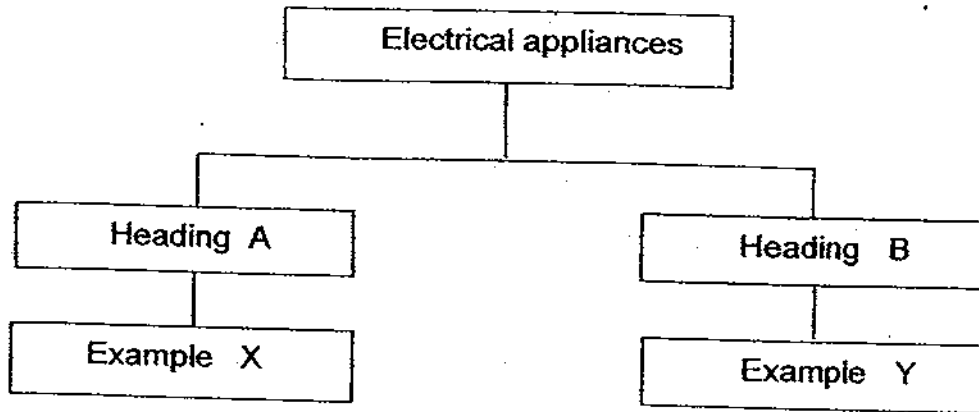 Electrical appliances
Heading A
Heading B
Example X
Example Y